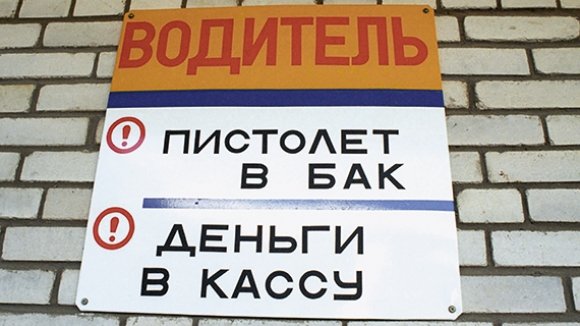 ВОДИТЕЛЬ
ПИСТОЛЕТ
В БАК
ДЕНЬГИ
В КАССУ